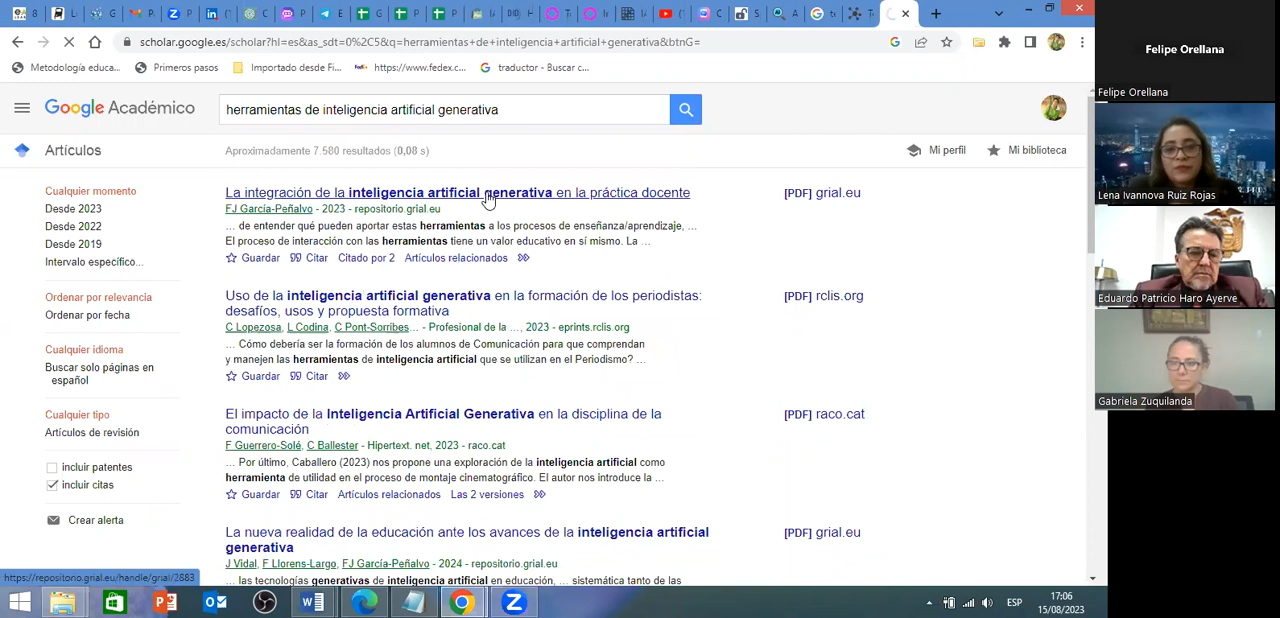 scholar.google.es/scholar?hl=es&as_sdt=0%2C5&q=herramientas+de+inteligencia+artificial+generativa&btnG=
Metodología educa...
Primeros pasos
Importado desde Fi...
https://www.fedex.c...
traductor - Buscar c...
Google Académico
herramientas de inteligencia artificial generativa
Artículos
Aproximadamente 7.580 resultados (0,08 s)
Mi perfil
Mi biblioteca
Cualquier momento
Desde 2023
Desde 2022
Desde 2019
Intervalo específico...
Ordenar por relevancia
Ordenar por fecha
Cualquier idioma
Buscar solo páginas en
español
Cualquier tipo
Artículos de revisión
incluir patentes
incluir citas
Crear alerta
La integración de la inteligencia artificial generativa en la práctica docente
[PDF] grial.eu
FJ García-Peñalvo - 2023 - repositorio.grial.eu
... de entender qué pueden aportar estas herramientas a los procesos de enseñanza/aprendizaje, ...
El proceso de interacción con las herramientas tiene un valor educativo en sí mismo. La ...
Guardar Citar Citado por 2 Artículos relacionados
Uso de la inteligencia artificial generativa en la formación de los periodistas:
desafíos, usos y propuesta formativa
[PDF] rclis.org
C Lopezosa, L Codina, C Pont-Sorribes... - Profesional de la ..., 2023 - eprints.rclis.org
... Cómo debería ser la formación de los alumnos de Comunicación para que comprendan
y manejen las herramientas de inteligencia artificial que se utilizan en el Periodismo? ...
Guardar Citar
El impacto de la Inteligencia Artificial Generativa en la disciplina de la
comunicación
[PDF] raco.cat
F Guerrero-Solé, C Ballester - Hipertext. net, 2023 - raco.cat
... Por último, Caballero (2023) nos propone una exploración de la inteligencia artificial como
herramienta de utilidad en el proceso de montaje cinematográfico. El autor nos introduce la ...
Guardar Citar Artículos relacionados Las 2 versiones
La nueva realidad de la educación ante los avances de la inteligencia artificial
generativa
[PDF] grial.eu
J Vidal, F Llorens-Largo, FJ García-Peñalvo - 2024 - repositorio.grial.eu
... las tecnologías generativas de inteligencia artificial en educación, ... sistemática tanto de las
https://repositorio.grial.eu/handle/grial/2883
ESP
17:06
15/08/2023
Felipe Orellana
Felipe Orellana
Lena Ivannova Ruiz Rojas
Eduardo Patricio Haro Ayerve
Gabriela Zuquilanda